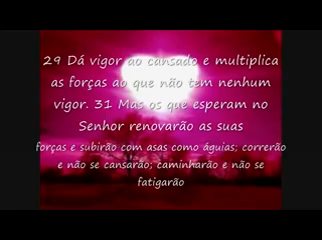 29 Dá vigor ao cansado e multiplica
as forças ao que não tem nenhum
vigor. 31 Mas os que esperam no
Senhor renovarão as suas
forças e subirão com asas como águias; correrão
e não se cansarão; caminharão e não se
fatigarão